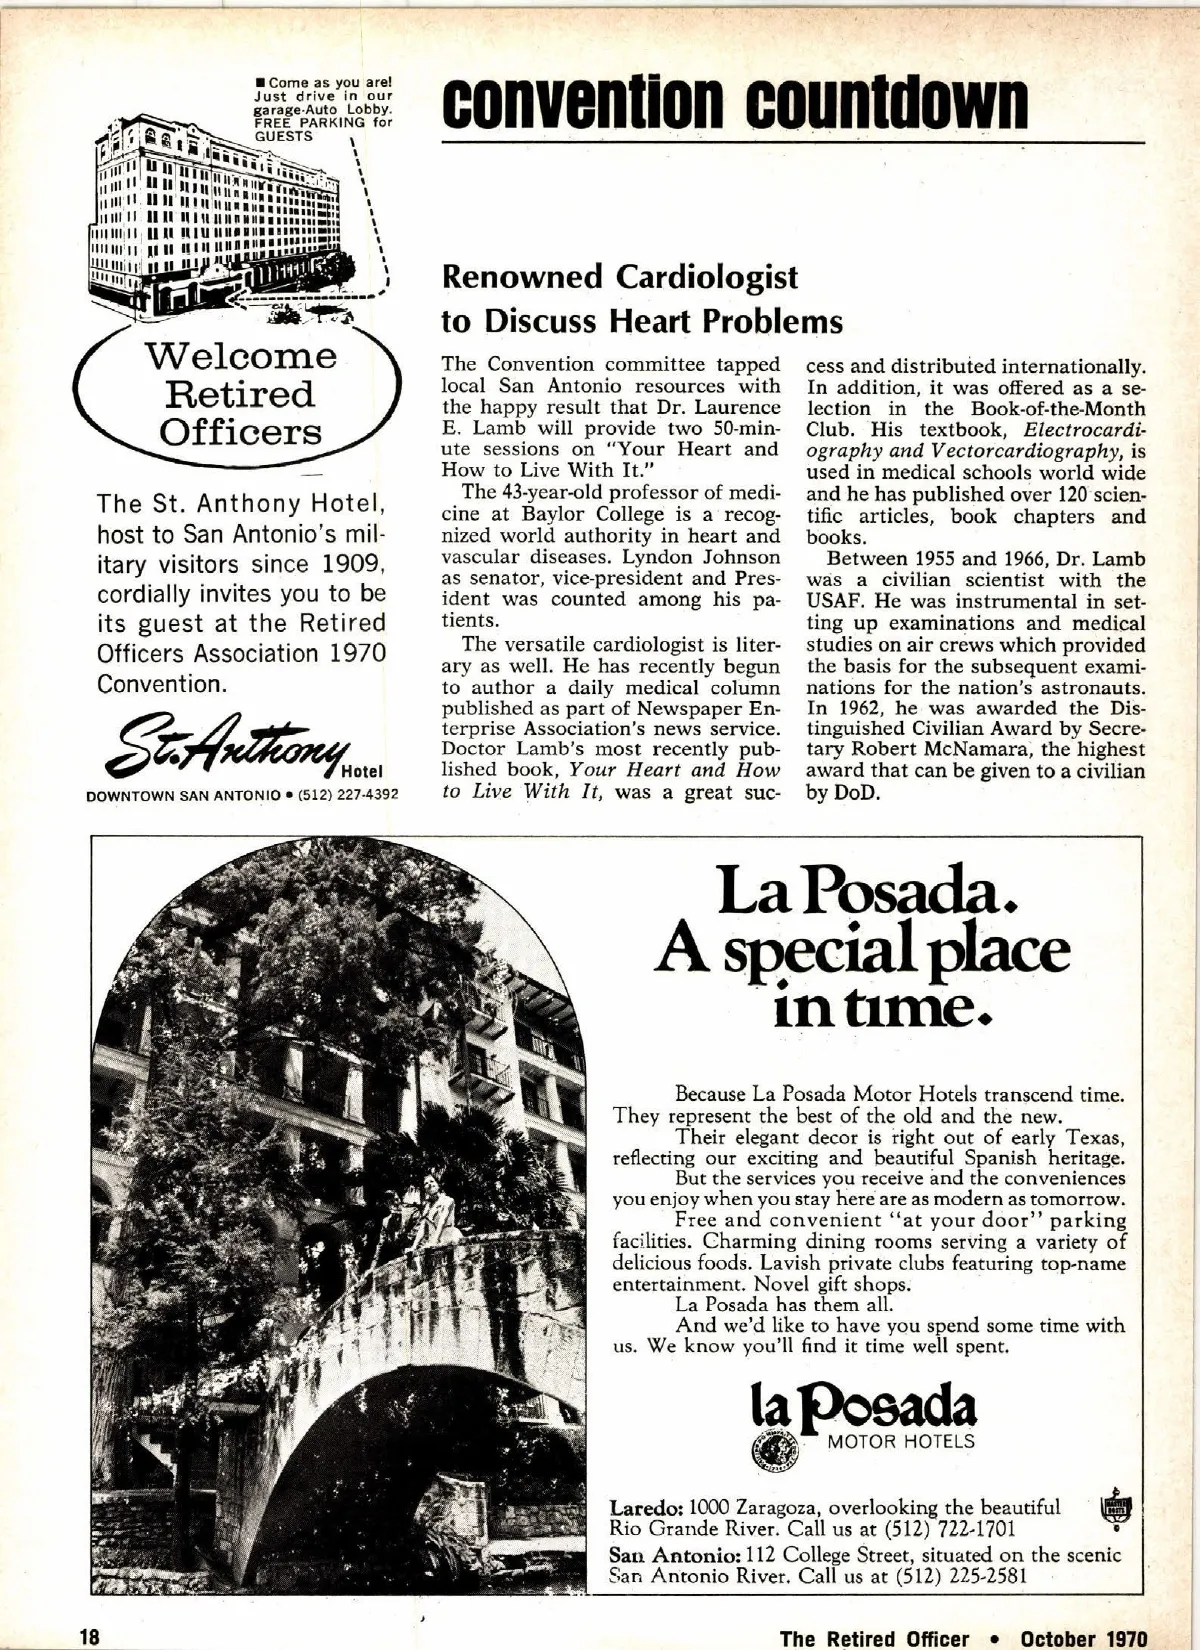 ■ Come as you are!
Just drive in our
garage-Auto Lobby.
FREE PARKING for
GUESTS
Welcome
Retired
Officers
The St. Anthony Hotel,
host to San Antonio's mil-
itary visitors since 1909,
cordially invites you to be
its guest at the Retired
Officers Association 1970
Convention.
St. Anthony
Hotel
DOWNTOWN SAN ANTONIO • (512) 227-4392
convention countdown
Renowned Cardiologist
to Discuss Heart Problems
The Convention committee tapped
local San Antonio resources with
the happy result that Dr. Laurence
E. Lamb will provide two 50-min-
ute sessions on "Your Heart and
How to Live With It."
The 43-year-old professor of medi-
cine at Baylor College is a recog-
nized world authority in heart and
vascular diseases. Lyndon Johnson
as senator, vice-president and Pres-
ident was counted among his pa-
tients.
The versatile cardiologist is liter-
ary as well. He has recently begun
to author a daily medical column
published as part of Newspaper En-
terprise Association's news service.
Doctor Lamb's most recently pub-
lished book, Your Heart and How
to Live With It, was a great suc-
cess and distributed internationally.
In addition, it was offered as a se-
lection in the Book-of-the-Month
Club. His textbook, Electrocardi-
ography and Vectorcardiography, is
used in medical schools world wide
and he has published over 120 scien-
tific articles, book chapters and
books.
Between 1955 and 1966, Dr. Lamb
was a civilian scientist with the
USAF. He was instrumental in set-
ting up examinations and medical
studies on air crews which provided
the basis for the subsequent exami-
nations for the nation's astronauts.
In 1962, he was awarded the Dis-
tinguished Civilian Award by Secre-
tary Robert McNamara, the highest
award that can be given to a civilian
by DoD.
La Posada.
A special place
in time.
Because La Posada Motor Hotels transcend time.
They represent the best of the old and the new.
Their elegant decor is right out of early Texas,
reflecting our exciting and beautiful Spanish heritage.
But the services you receive and the conveniences
you enjoy when you stay here are as modern as tomorrow.
Free and convenient "at your door" parking
facilities. Charming dining rooms serving a variety of
delicious foods. Lavish private clubs featuring top-name
entertainment. Novel gift shops.
La Posada has them all.
And we'd like to have you spend some time with
us. We know you'll find it time well spent.
la Posada
MOTOR HOTELS
Laredo: 1000 Zaragoza, overlooking the beautiful
Rio Grande River. Call us at (512) 722-1701
San Antonio: 112 College Street, situated on the scenic
San Antonio River. Call us at (512) 225-2581
18
The Retired Officer • October 1970